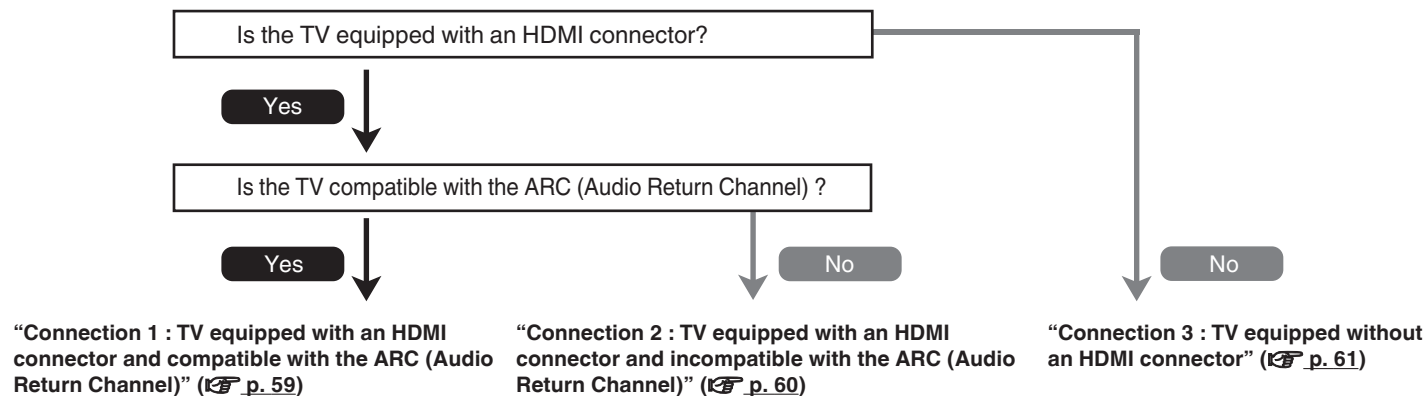 Is the TV equipped with an HDMI connector?
Yes
Is the TV compatible with the ARC (Audio Return Channel) ?
Yes
No
No
“Connection 1 : TV equipped with an HDMI
connector and compatible with the ARC (Audio
Return Channel)” (☞ p. 59)
“Connection 2 : TV equipped with an HDMI
connector and incompatible with the ARC (Audio
Return Channel)” (☞ p. 60)
“Connection 3 : TV equipped without
an HDMI connector” (☞ p. 61)